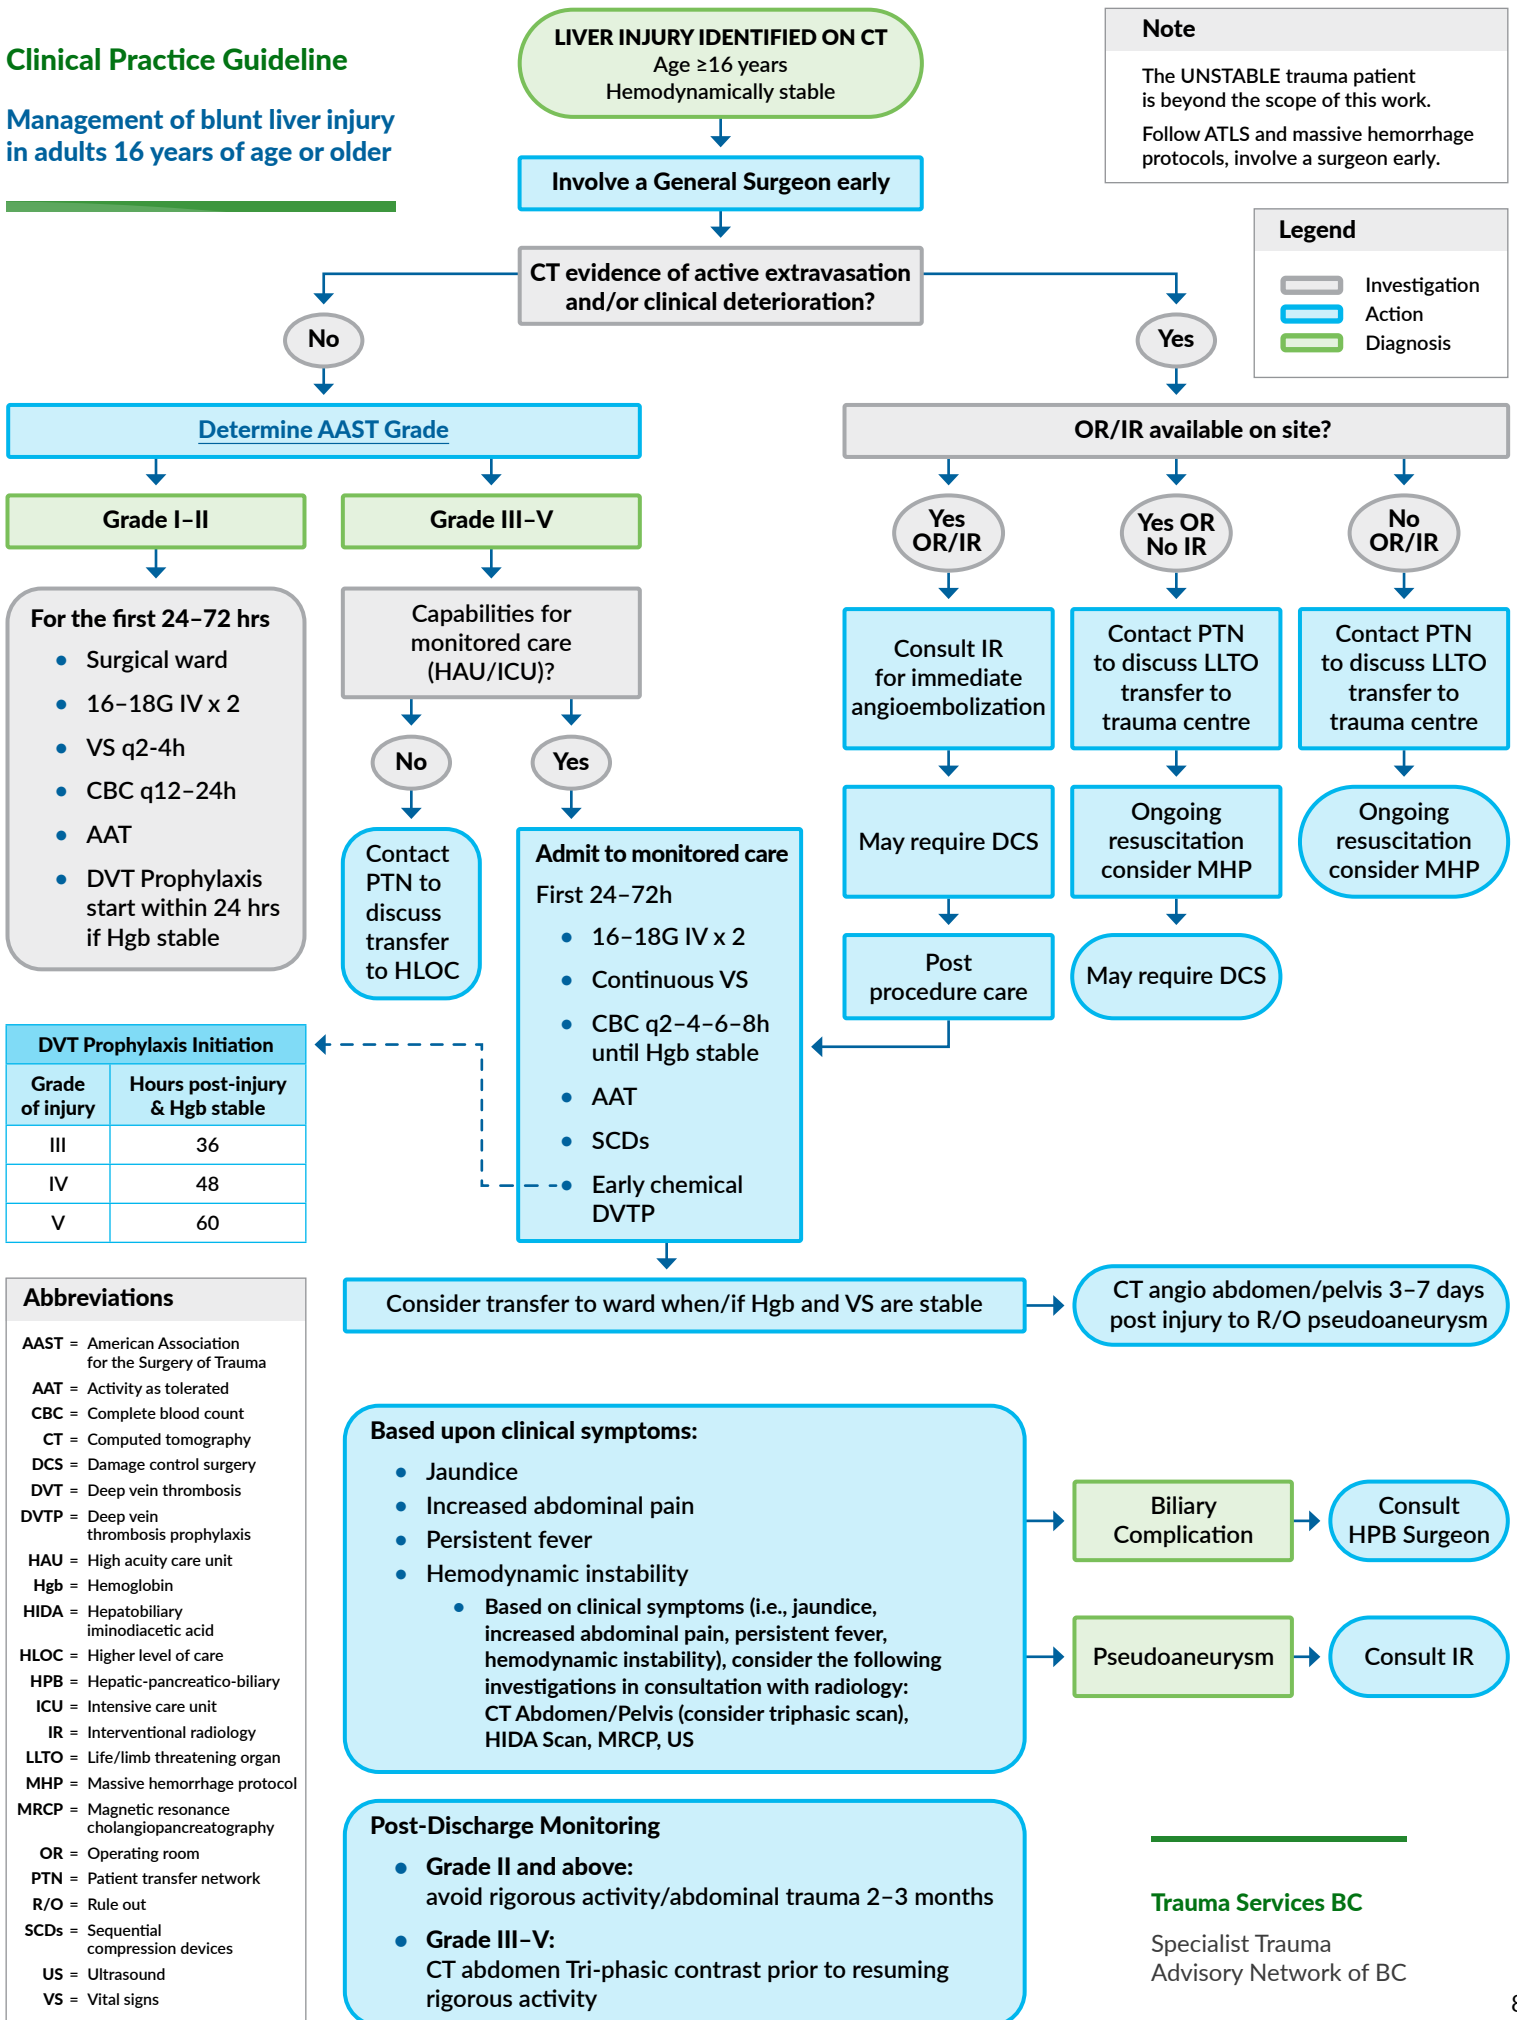 Clinical Practice Guideline
Management of blunt liver injury
in adults 16 years of age or older
LIVER INJURY IDENTIFIED ON CT
Age ≥16 years
Hemodynamically stable
Note
The UNSTABLE trauma patient
is beyond the scope of this work.
Follow ATLS and massive hemorrhage
protocols, involve a surgeon early.
Involve a General Surgeon early
Legend
Investigation
Action
Diagnosis
CT evidence of active extravasation
and/or clinical deterioration?
No
Yes
Determine AAST Grade
OR/IR available on site?
Grade I–II
Grade III–V
Yes
OR/IR
Yes OR
No IR
No
OR/IR
For the first 24–72 hrs
• Surgical ward
• 16–18G IV x 2
• VS q2-4h
• CBC q12–24h
• AAT
• DVT Prophylaxis
start within 24 hrs
if Hgb stable
Capabilities for
monitored care
(HAU/ICU)?
No
Yes
Contact
PTN to
discuss
transfer
to HLOC
Admit to monitored care
First 24–72h
• 16–18G IV x 2
• Continuous VS
• CBC q2–4–6–8h
until Hgb stable
• AAT
• SCDs
• Early chemical
DVTP
Consult IR
for immediate
angioembolization
May require DCS
Post
procedure care
Contact PTN
to discuss LLTO
transfer to
trauma centre
Ongoing
resuscitation
consider MHP
May require DCS
Contact PTN
to discuss LLTO
transfer to
trauma centre
Ongoing
resuscitation
consider MHP
DVT Prophylaxis Initiation
Grade
of injury
Hours post-injury
& Hgb stable
III 36
IV 48
V 60
Consider transfer to ward when/if Hgb and VS are stable
CT angio abdomen/pelvis 3–7 days
post injury to R/O pseudoaneurysm
Abbreviations
AAST = American Association
for the Surgery of Trauma
AAT = Activity as tolerated
CBC = Complete blood count
CT = Computed tomography
DCS = Damage control surgery
DVT = Deep vein thrombosis
DVTP = Deep vein
thrombosis prophylaxis
HAU = High acuity care unit
Hgb = Hemoglobin
HIDA = Hepatobiliary
iminodiacetic acid
HLOC = Higher level of care
HPB = Hepatic-pancreatico-biliary
ICU = Intensive care unit
IR = Interventional radiology
LLTO = Life/limb threatening organ
MHP = Massive hemorrhage protocol
MRCP = Magnetic resonance
cholangiopancreatography
OR = Operating room
PTN = Patient transfer network
R/O = Rule out
SCDs = Sequential
compression devices
US = Ultrasound
VS = Vital signs
Based upon clinical symptoms:
• Jaundice
• Increased abdominal pain
• Persistent fever
• Hemodynamic instability
• Based on clinical symptoms (i.e., jaundice,
increased abdominal pain, persistent fever,
hemodynamic instability), consider the following
investigations in consultation with radiology:
CT Abdomen/Pelvis (consider triphasic scan),
HIDA Scan, MRCP, US
Biliary
Complication
Consult
HPB Surgeon
Pseudoaneurysm
Consult IR
Post-Discharge Monitoring
• Grade II and above:
avoid rigorous activity/abdominal trauma 2–3 months
• Grade III–V:
CT abdomen Tri-phasic contrast prior to resuming
rigorous activity
Trauma Services BC
Specialist Trauma
Advisory Network of BC